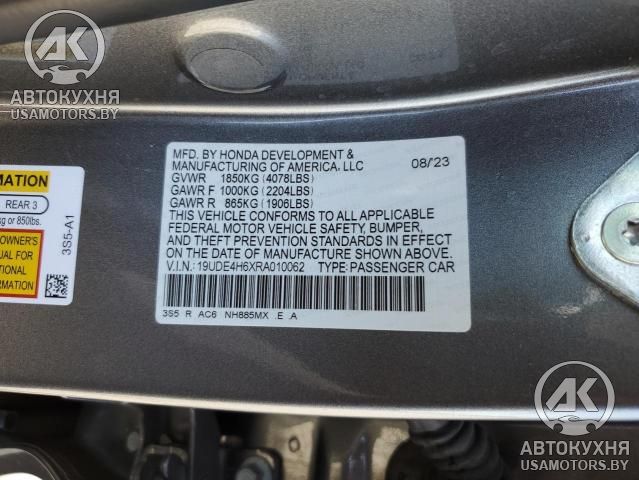 AK
АВТОКУХНЯ
USAMOTORS.BY
MFD. BY HONDA DEVELOPMENT &
MANUFACTURING OF AMERICA, LLC 08/23
GVWR 1850KG (4078LBS)
GAWR F 1000KG (2204LBS)
GAWR R 865KG (1906LBS)
THIS VEHICLE CONFORMS TO ALL APPLICABLE
FEDERAL MOTOR VEHICLE SAFETY, BUMPER,
AND THEFT PREVENTION STANDARDS IN EFFECT
ON THE DATE OF MANUFACTURE SHOWN ABOVE.
V.I.N.: 19UDE4H6XRA010062 TYPE: PASSENGER CAR
3S5 R AC6 NH885MX .E .A
MATION
REAR 3
kg or 850lbs.
OWNER'S
UAL FOR
TIONAL
3S5-A1
AK
АВТОКУХНЯ
USAMOTORS.BY